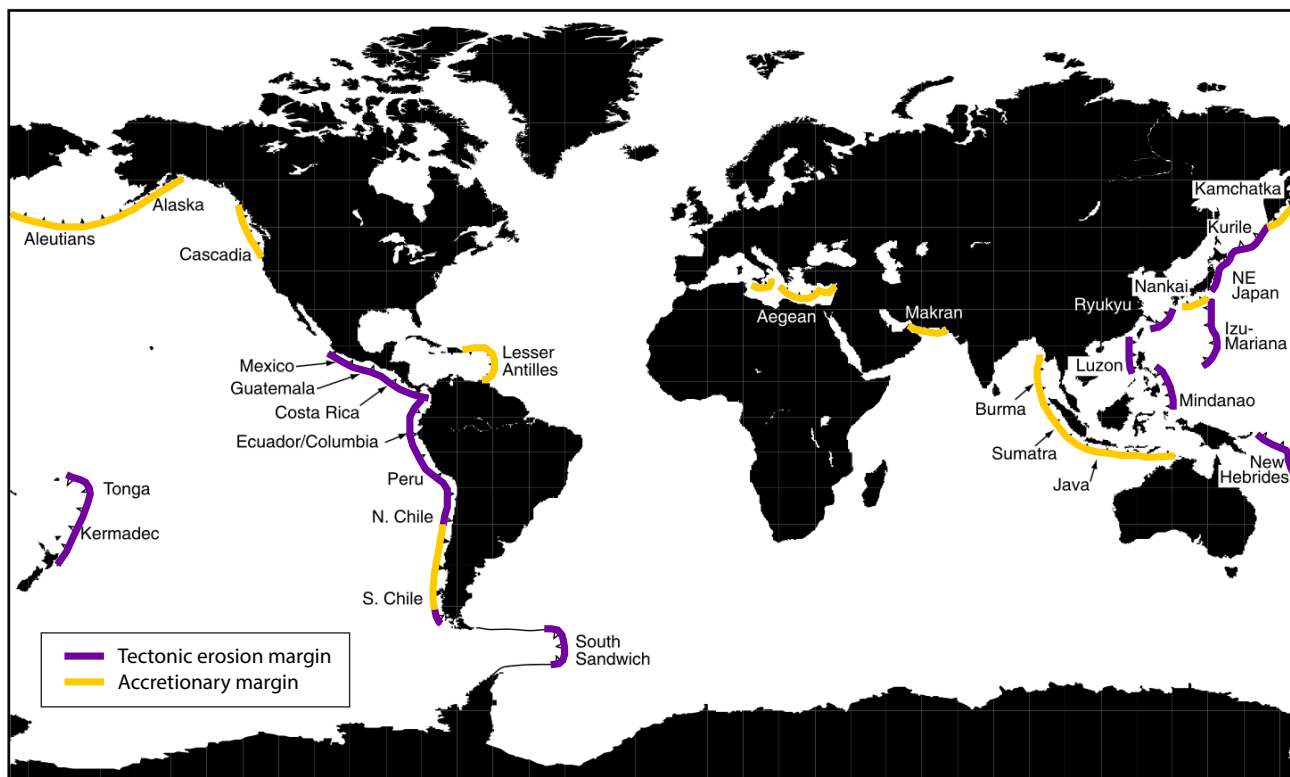 Kamchatka
Alaska
Kurile
Aleutians
Cascadia
Nankai
NE
Japan
Ryukyu
Aegean
Makran
Izu-
Mariana
Lesser
Antilles
Mexico
Luzon
Guatemala
Costa Rica
Burma
Mindanao
Ecuador/Columbia
Sumatra
New
Hebrides
Peru
Java
Tonga
N. Chile
Kermadec
S. Chile
South
Sandwich
Tectonic erosion margin
Accretionary margin